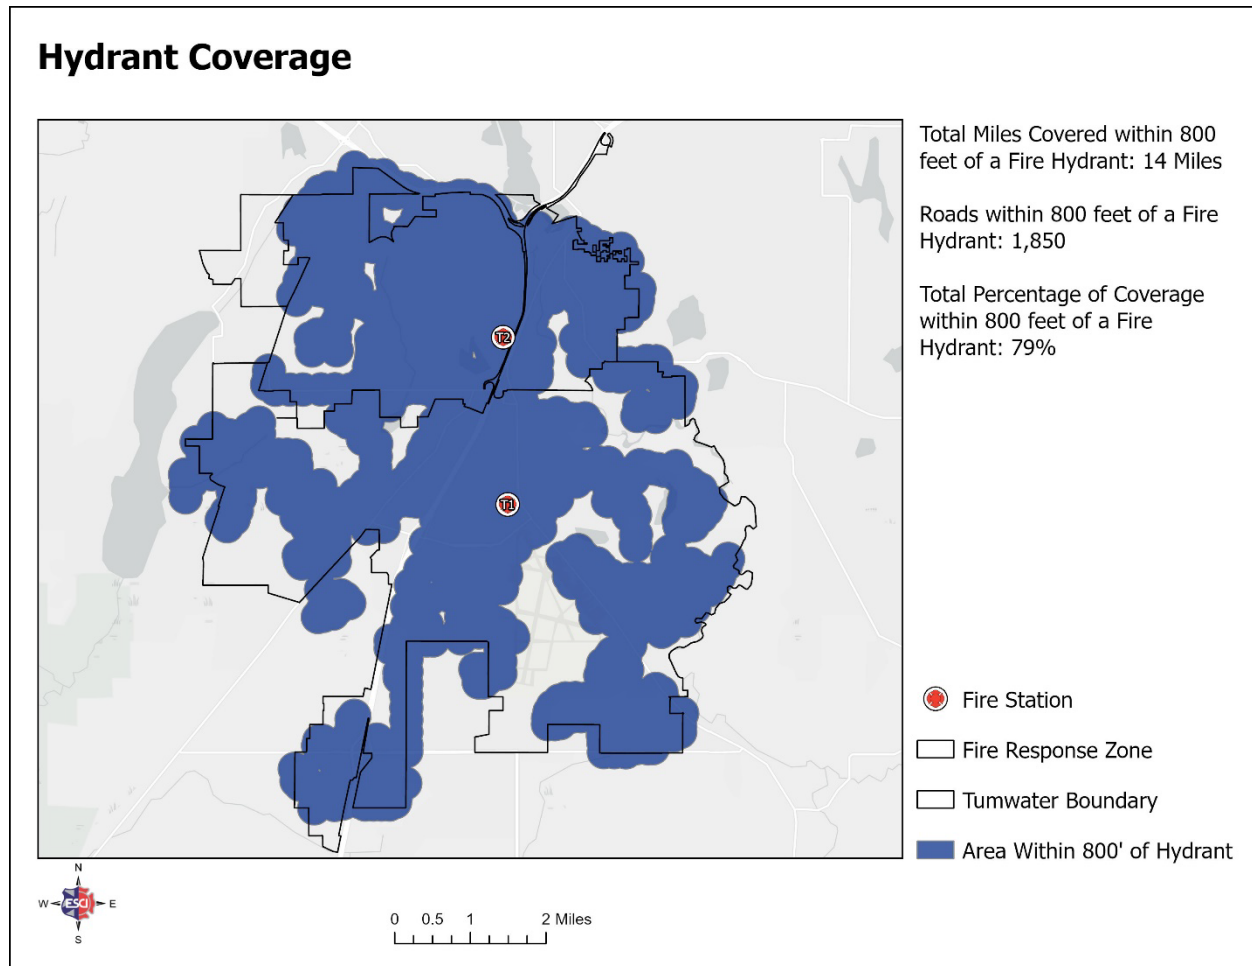 Hydrant Coverage
Total Miles Covered within 800
feet of a Fire Hydrant: 14 Miles
Roads within 800 feet of a Fire
Hydrant: 1,850
Total Percentage of Coverage
within 800 feet of a Fire
Hydrant: 79%
T2
T1
Fire Station
Fire Response Zone
Tumwater Boundary
Area Within 800' of Hydrant
N
W
ESCI
E
S
0 0.5 1 2 Miles